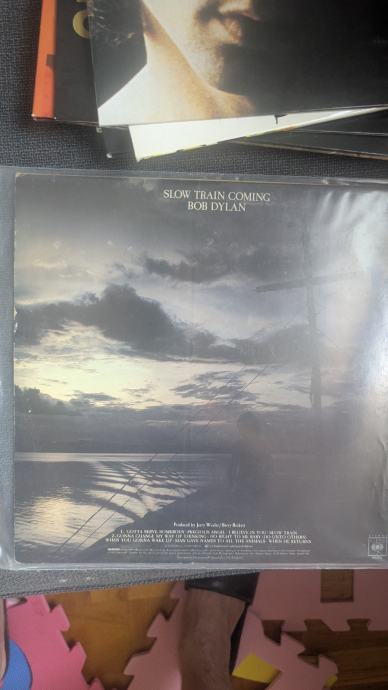 SLOW TRAIN COMING
BOB DYLAN
Produced by Jerry Wexler/Barry Beckett
1. GOTTA SERVE SOMEBODY · PRECIOUS ANGEL · I BELIEVE IN YOU · SLOW TRAIN
2. GONNA CHANGE MY WAY OF THINKING · DO RIGHT TO ME BABY (DO UNTO OTHERS)
WHEN YOU GONNA WAKE UP · MAN GAVE NAMES TO ALL THE ANIMALS · WHEN HE RETURNS